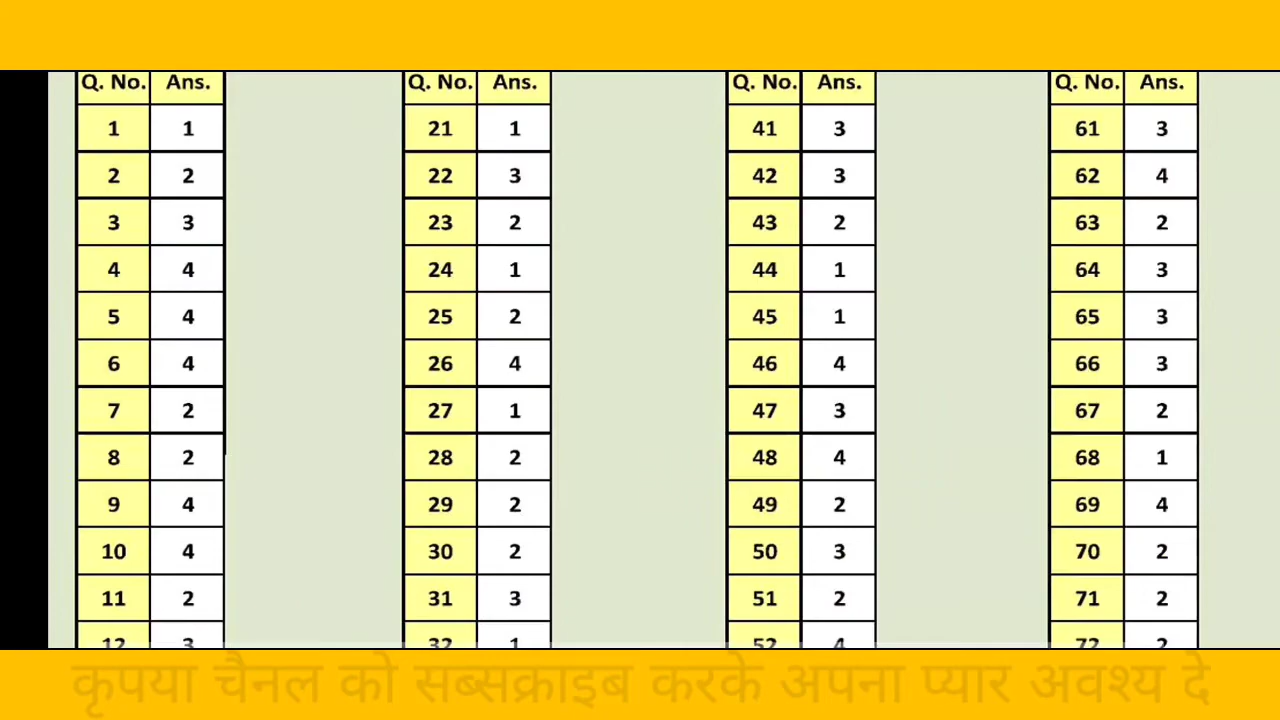 Q. No. Ans. Q. No. Ans. Q. No. Ans. Q. No. Ans.
1 1 21 1 41 3 61 3
2 2 22 3 42 3 62 4
3 3 23 2 43 2 63 2
4 4 24 1 44 1 64 3
5 4 25 2 45 1 65 3
6 4 26 4 46 4 66 3
7 2 27 1 47 3 67 2
8 2 28 2 48 4 68 1
9 4 29 2 49 2 69 4
10 4 30 2 50 3 70 2
11 2 31 3 51 2 71 2
12 3 32 1 52 4 72 2
कृपया चैनल को सब्सक्राइब करके अपना प्यार अवश्य दे